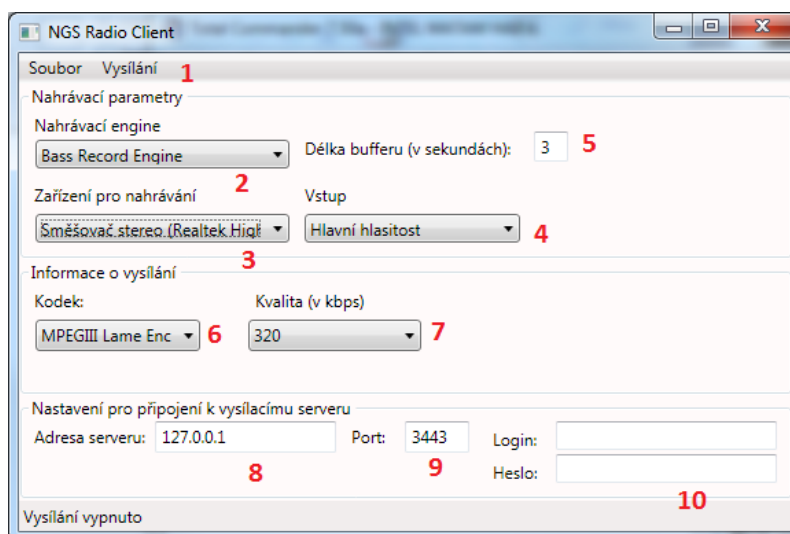 NGS Radio Client
Soubor Vysílání 1
Nahrávací parametry
Nahrávací engine
Bass Record Engine
2
Délka bufferu (v sekundách): 3 5
Zařízení pro nahrávání
Vstup
Směšovač stereo (Realtek High
3
Hlavní hlasitost
4
Informace o vysílání
Kodek:
Kvalita (v kbps)
MPEGIII Lame Enc 6
320 7
Nastavení pro připojení k vysílacímu serveru
Adresa serveru: 127.0.0.1
8
Port: 3443
9
Login:
Heslo:
10
Vysílání vypnuto